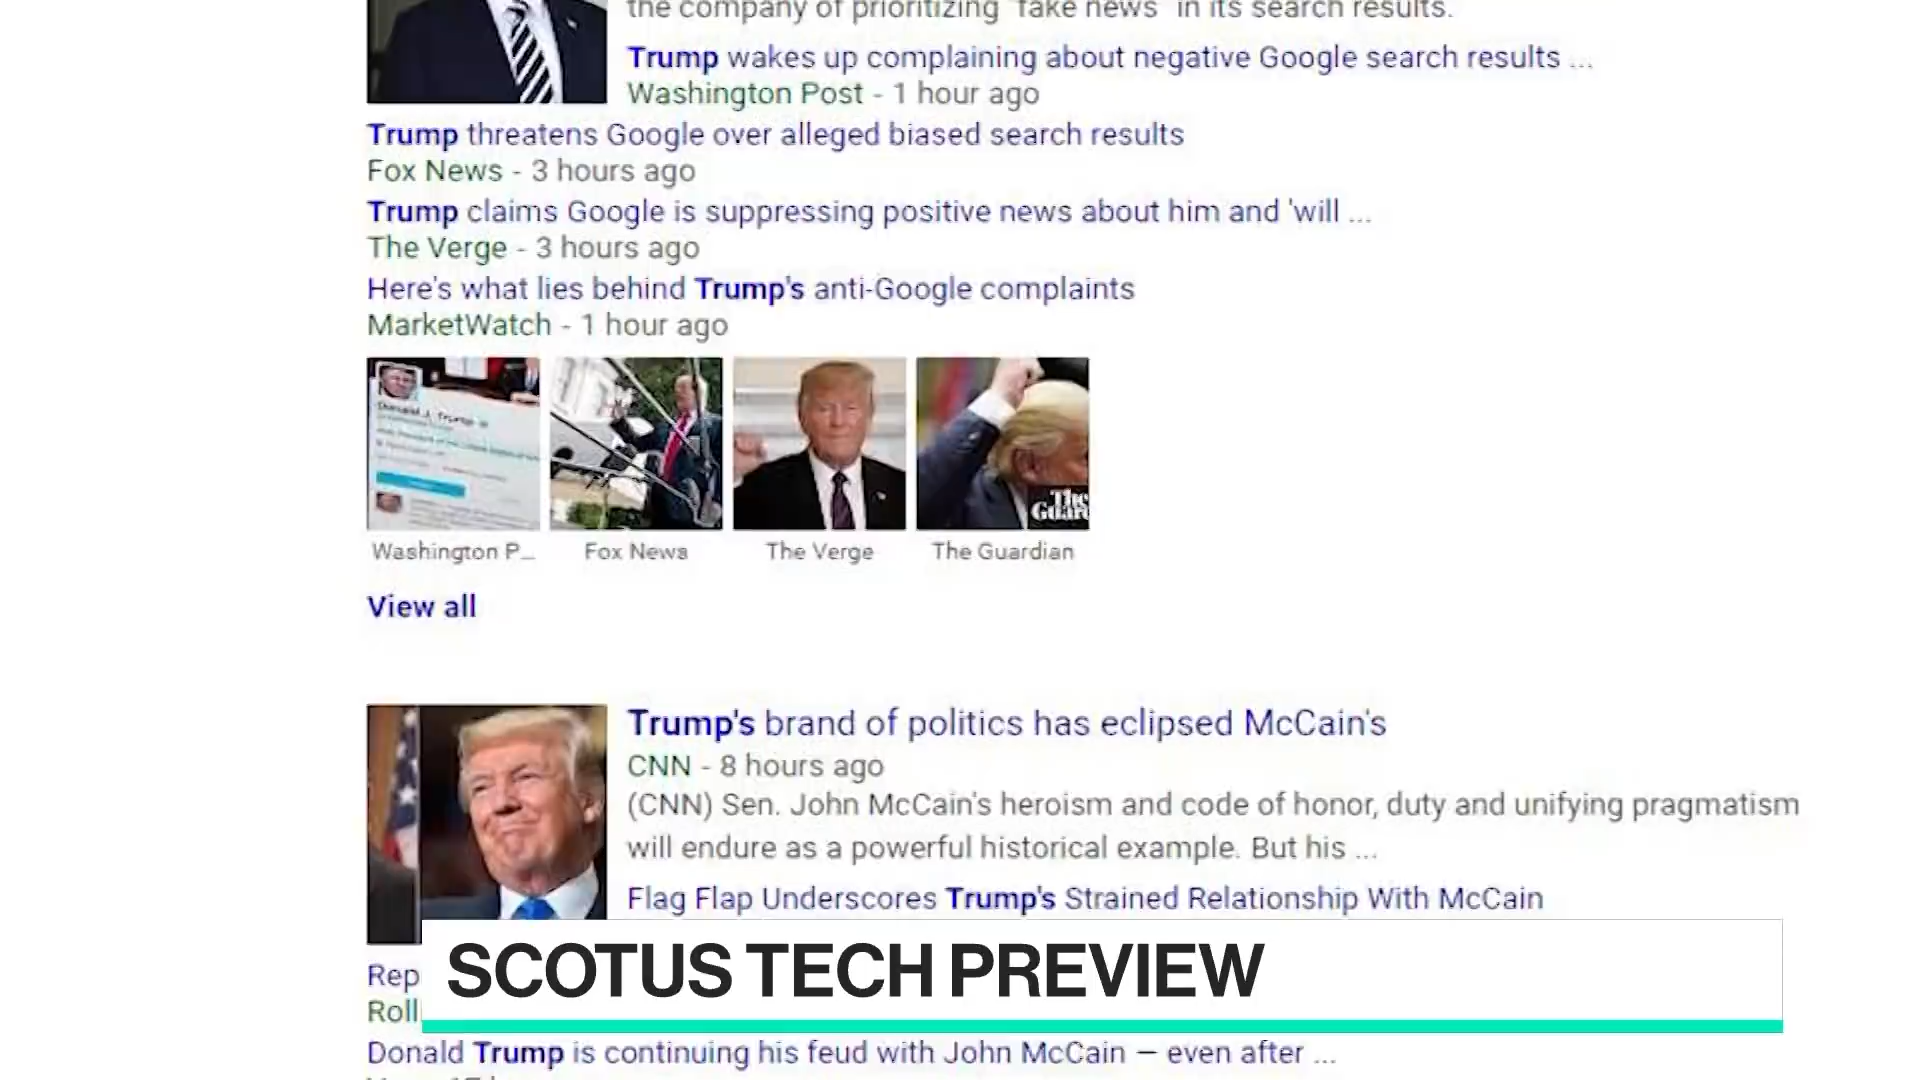 the company of prioritizing "fake news" in its search results.
Trump wakes up complaining about negative Google search results ...
Washington Post - 1 hour ago
Trump threatens Google over alleged biased search results
Fox News - 3 hours ago
Trump claims Google is suppressing positive news about him and 'will ...
The Verge - 3 hours ago
Here's what lies behind Trump's anti-Google complaints
MarketWatch - 1 hour ago
Donald J. Trump
The
Guard
Washington P...
Fox News
The Verge
The Guardian
View all
Trump's brand of politics has eclipsed McCain's
CNN - 8 hours ago
(CNN) Sen. John McCain's heroism and code of honor, duty and unifying pragmatism
will endure as a powerful historical example. But his ...
Flag Flap Underscores Trump's Strained Relationship With McCain
Rep
Roll
SCOTUS TECH PREVIEW
Donald Trump is continuing his feud with John McCain — even after ...